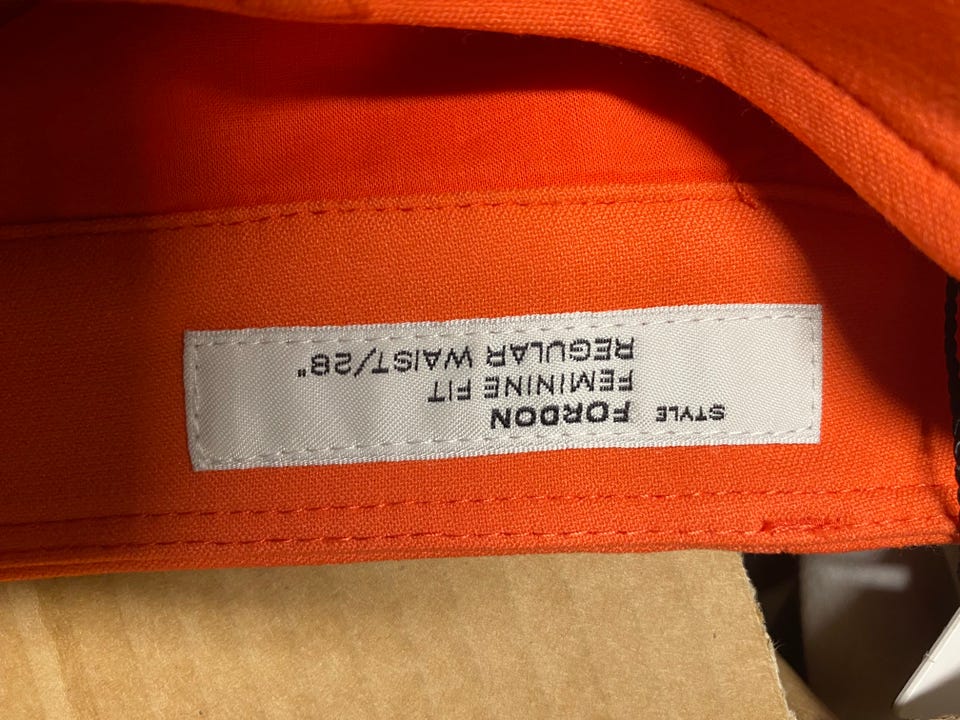 STYLE FORDON
FEMININE FIT
REGULAR WAIST/28"